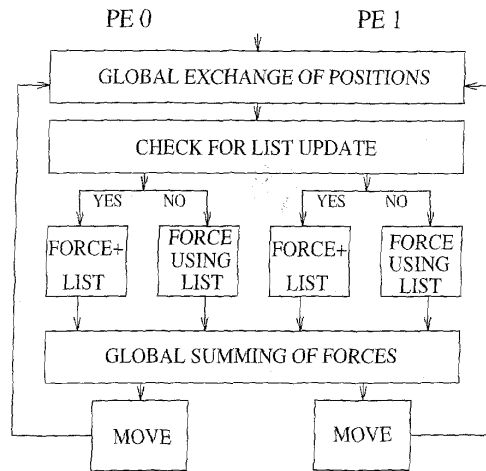 PE 0 PE 1
GLOBAL EXCHANGE OF POSITIONS
CHECK FOR LIST UPDATE
YES NO YES NO
FORCE+
LIST
FORCE
USING
LIST
FORCE+
LIST
FORCE
USING
LIST
GLOBAL SUMMING OF FORCES
MOVE MOVE